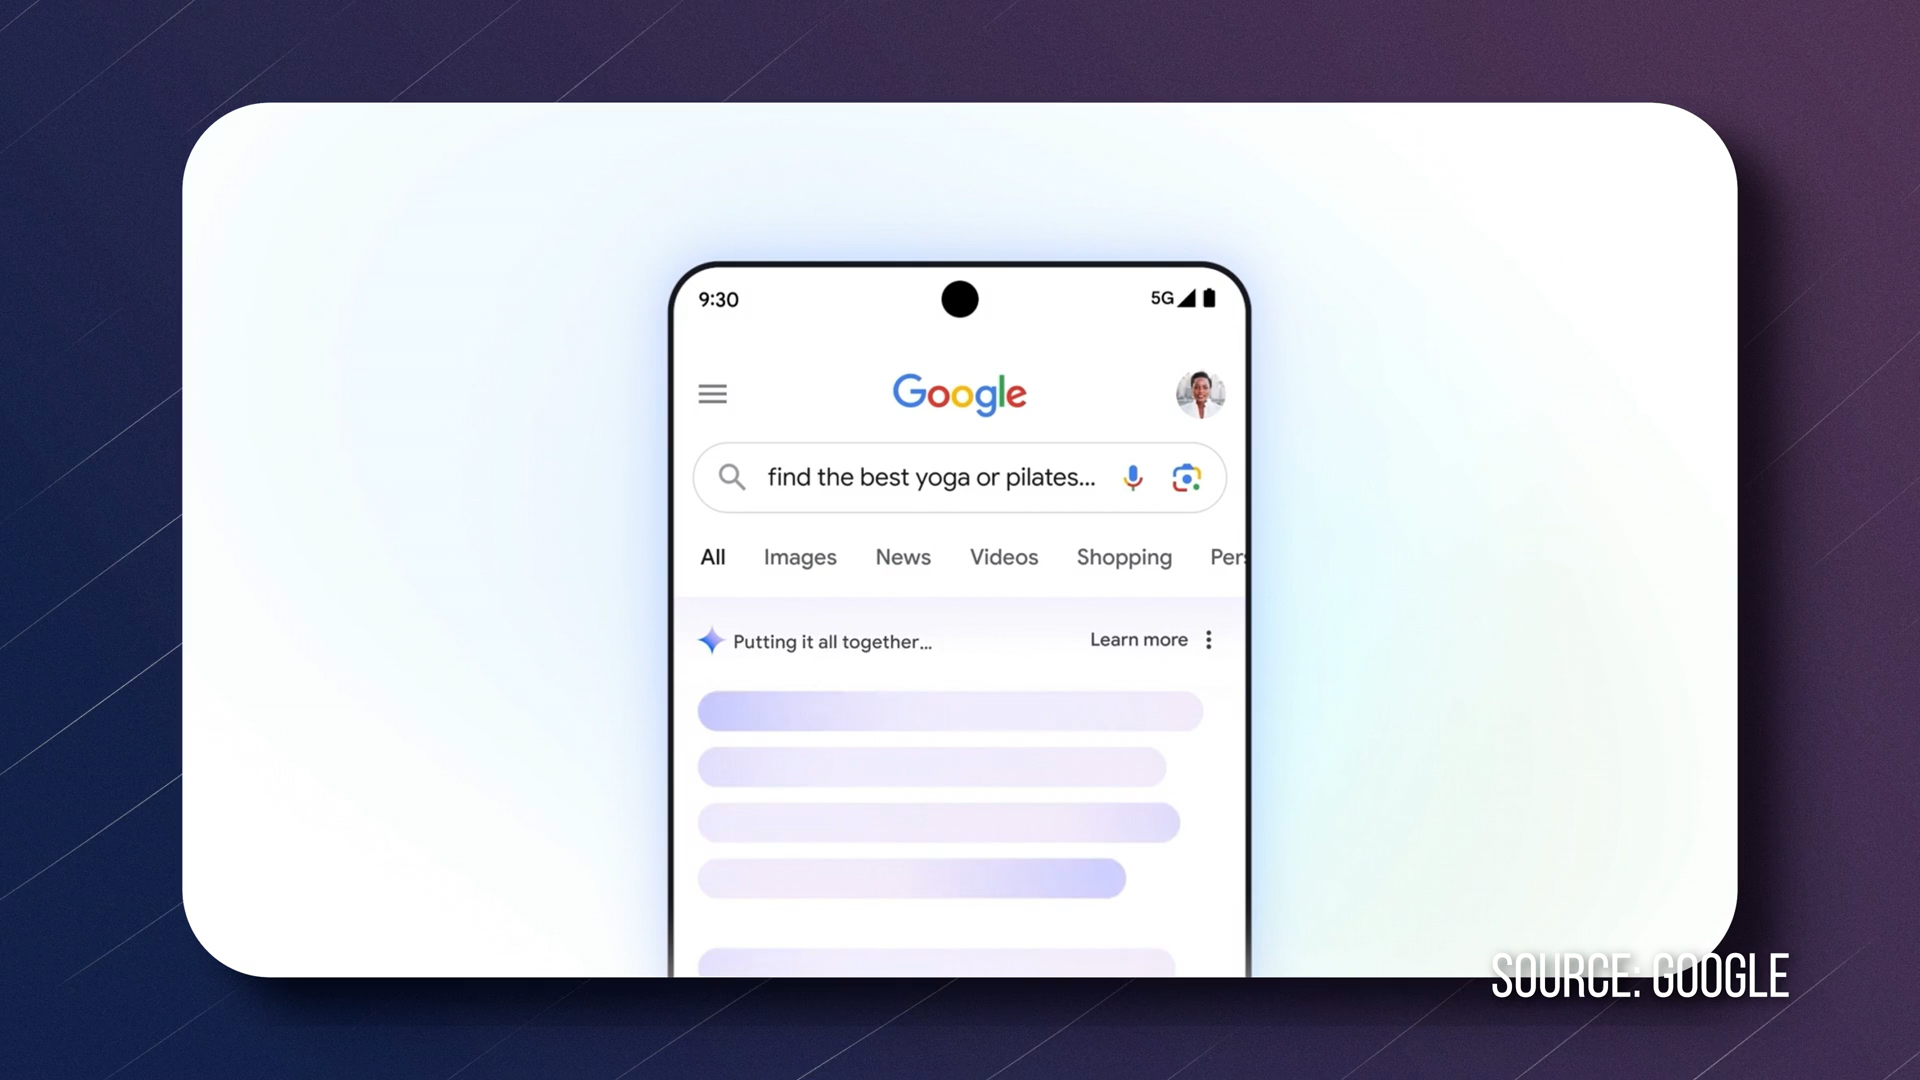 9:30
5G
Google
find the best yoga or pilates...
All Images News Videos Shopping Pers
Putting it all together...
Learn more
SOURCE: GOOGLE